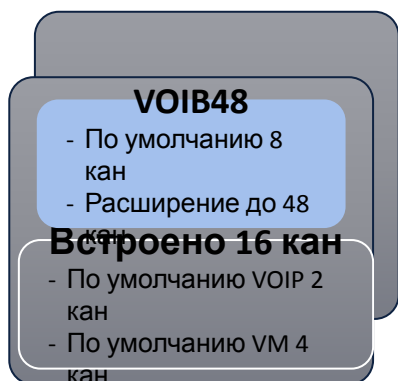 VOIB48
- По умолчанию 8
кан
- Расширение до 48
кан
Встроено 16 кан
- По умолчанию VOIP 2
кан
- По умолчанию VM 4
кан